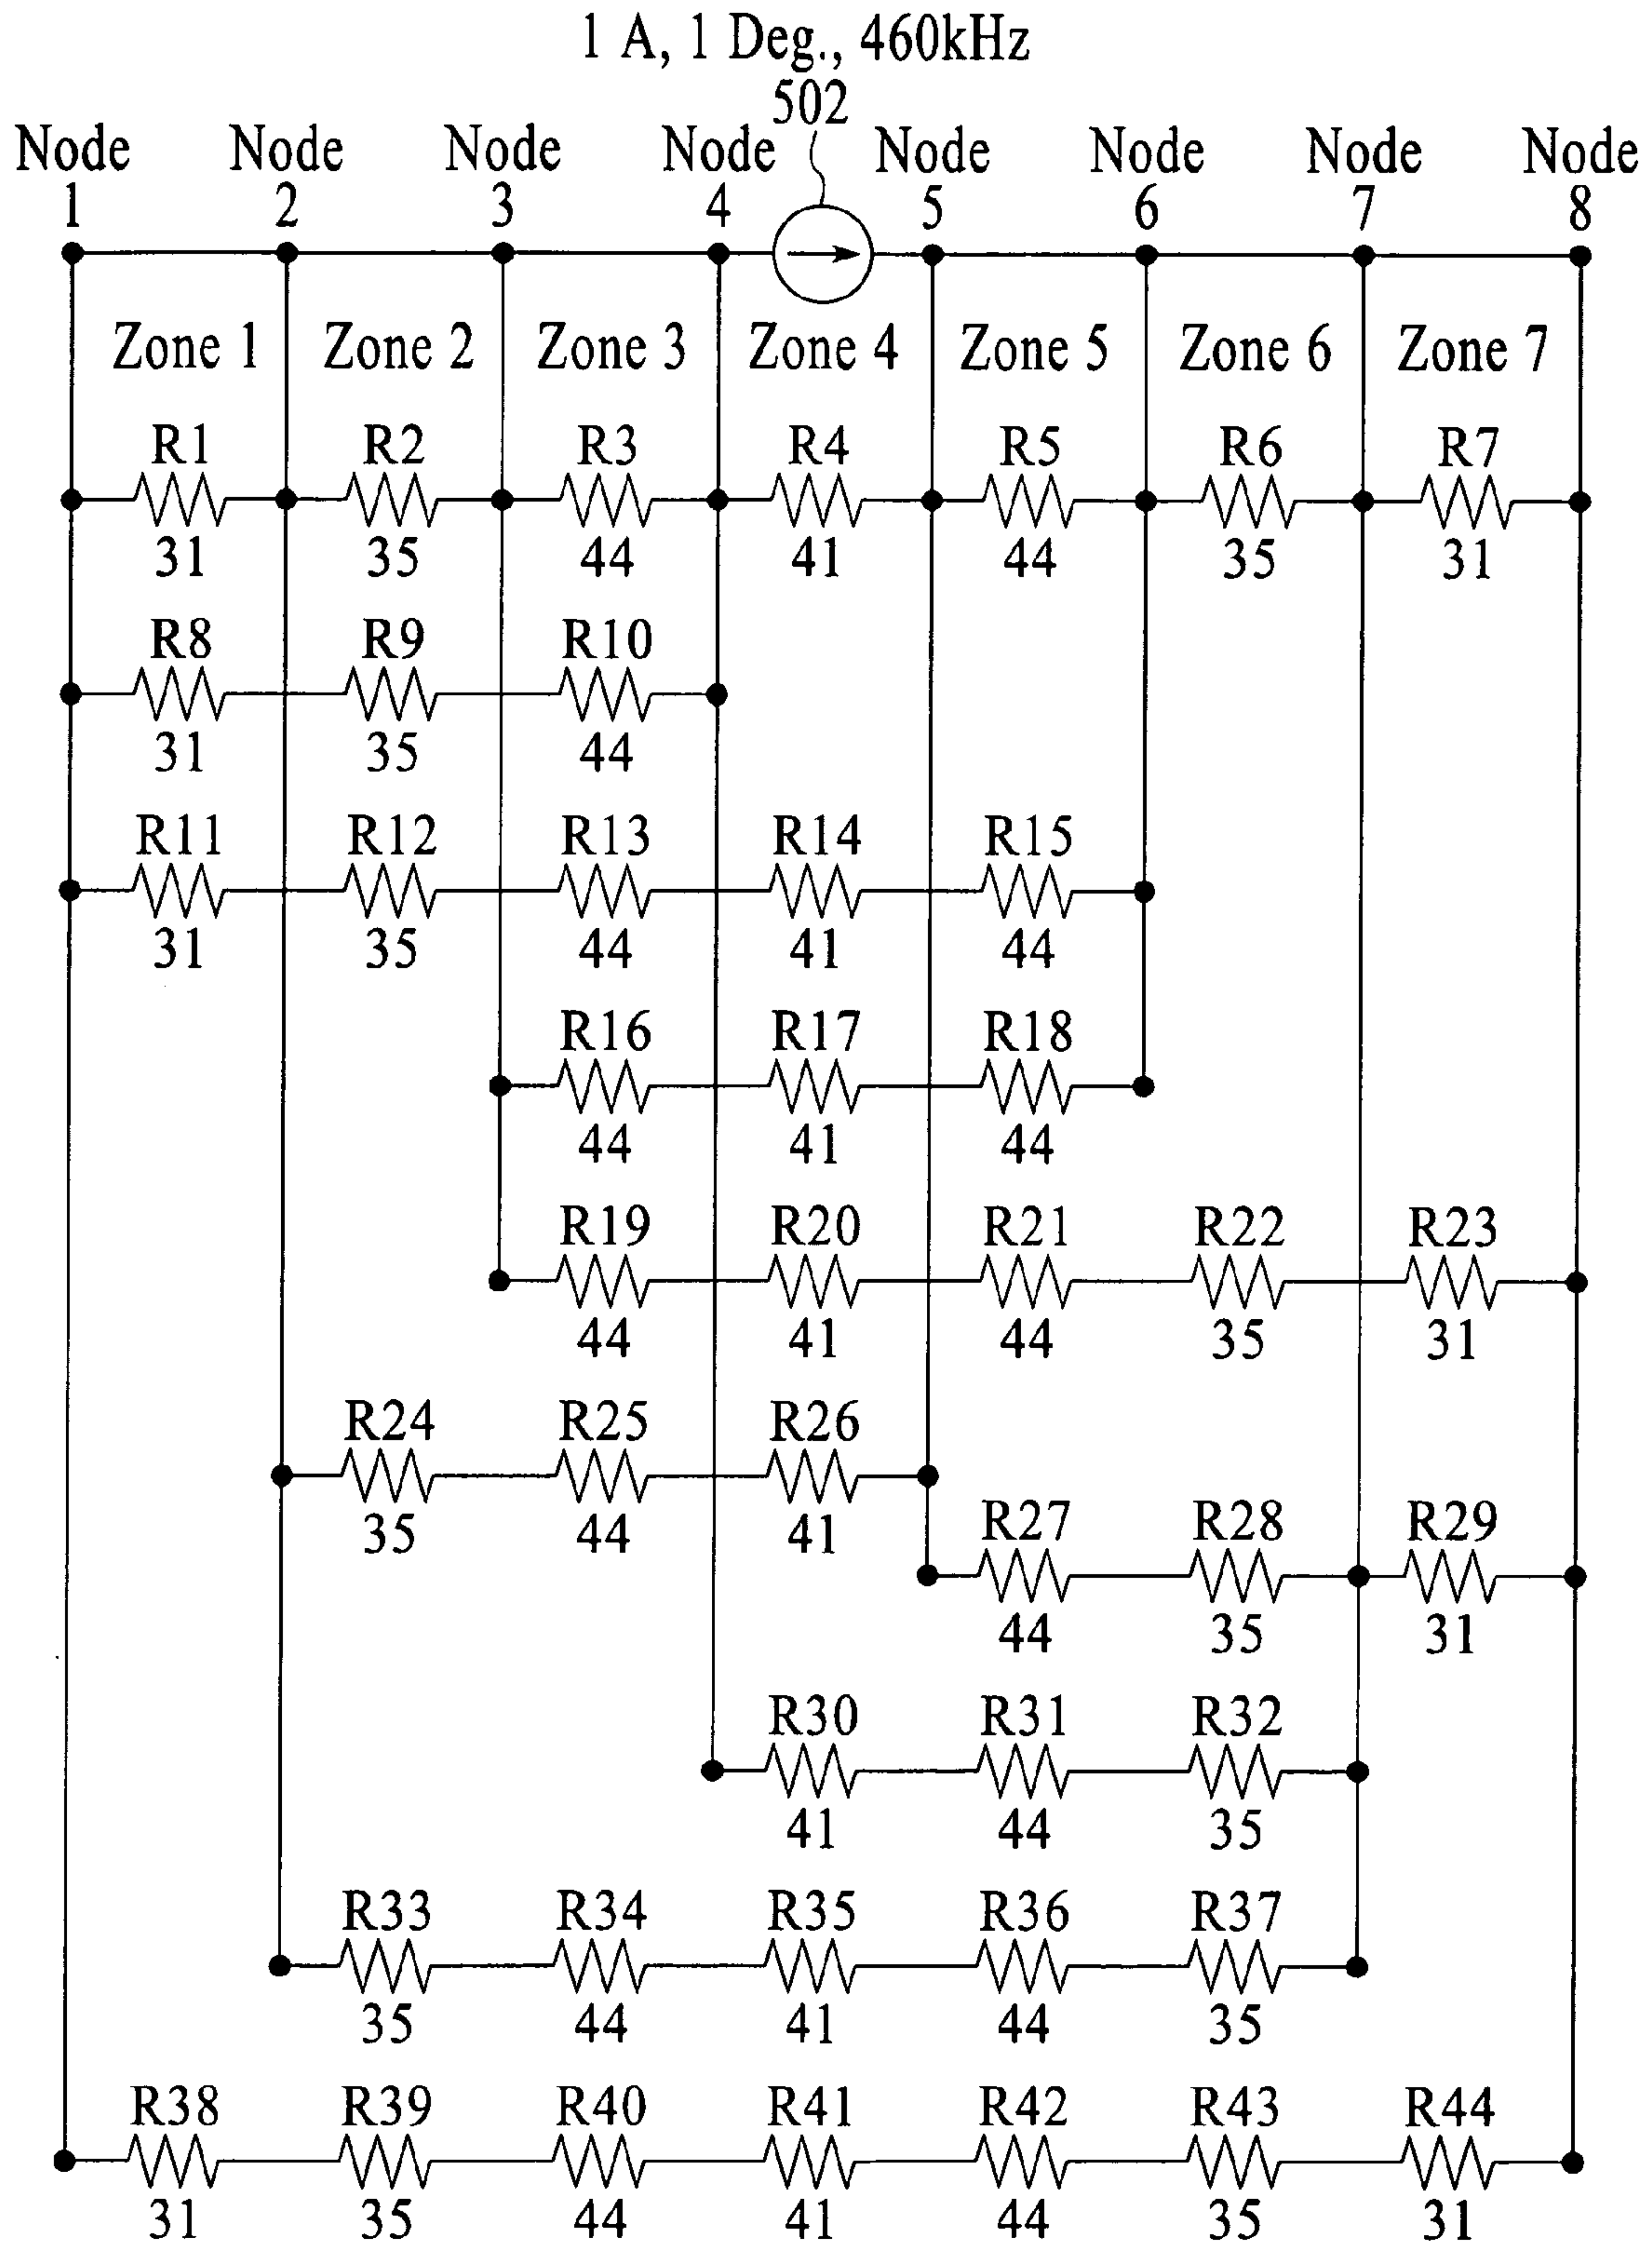 1 A, 1 Deg., 460kHz
502
Node Node Node Node Node Node Node Node
1 2 3 4 5 6 7 8
Zone 1 Zone 2 Zone 3 Zone 4 Zone 5 Zone 6 Zone 7
R1 R2 R3 R4 R5 R6 R7
31 35 44 41 44 35 31
R8 R9 R10
31 35 44
R11 R12 R13 R14 R15
31 35 44 41 44
R16 R17 R18
44 41 44
R19 R20 R21 R22 R23
44 41 44 35 31
R24 R25 R26
35 44 41
R27 R28 R29
44 35 31
R30 R31 R32
41 44 35
R33 R34 R35 R36 R37
35 44 41 44 35
R38 R39 R40 R41 R42 R43 R44
31 35 44 41 44 35 31